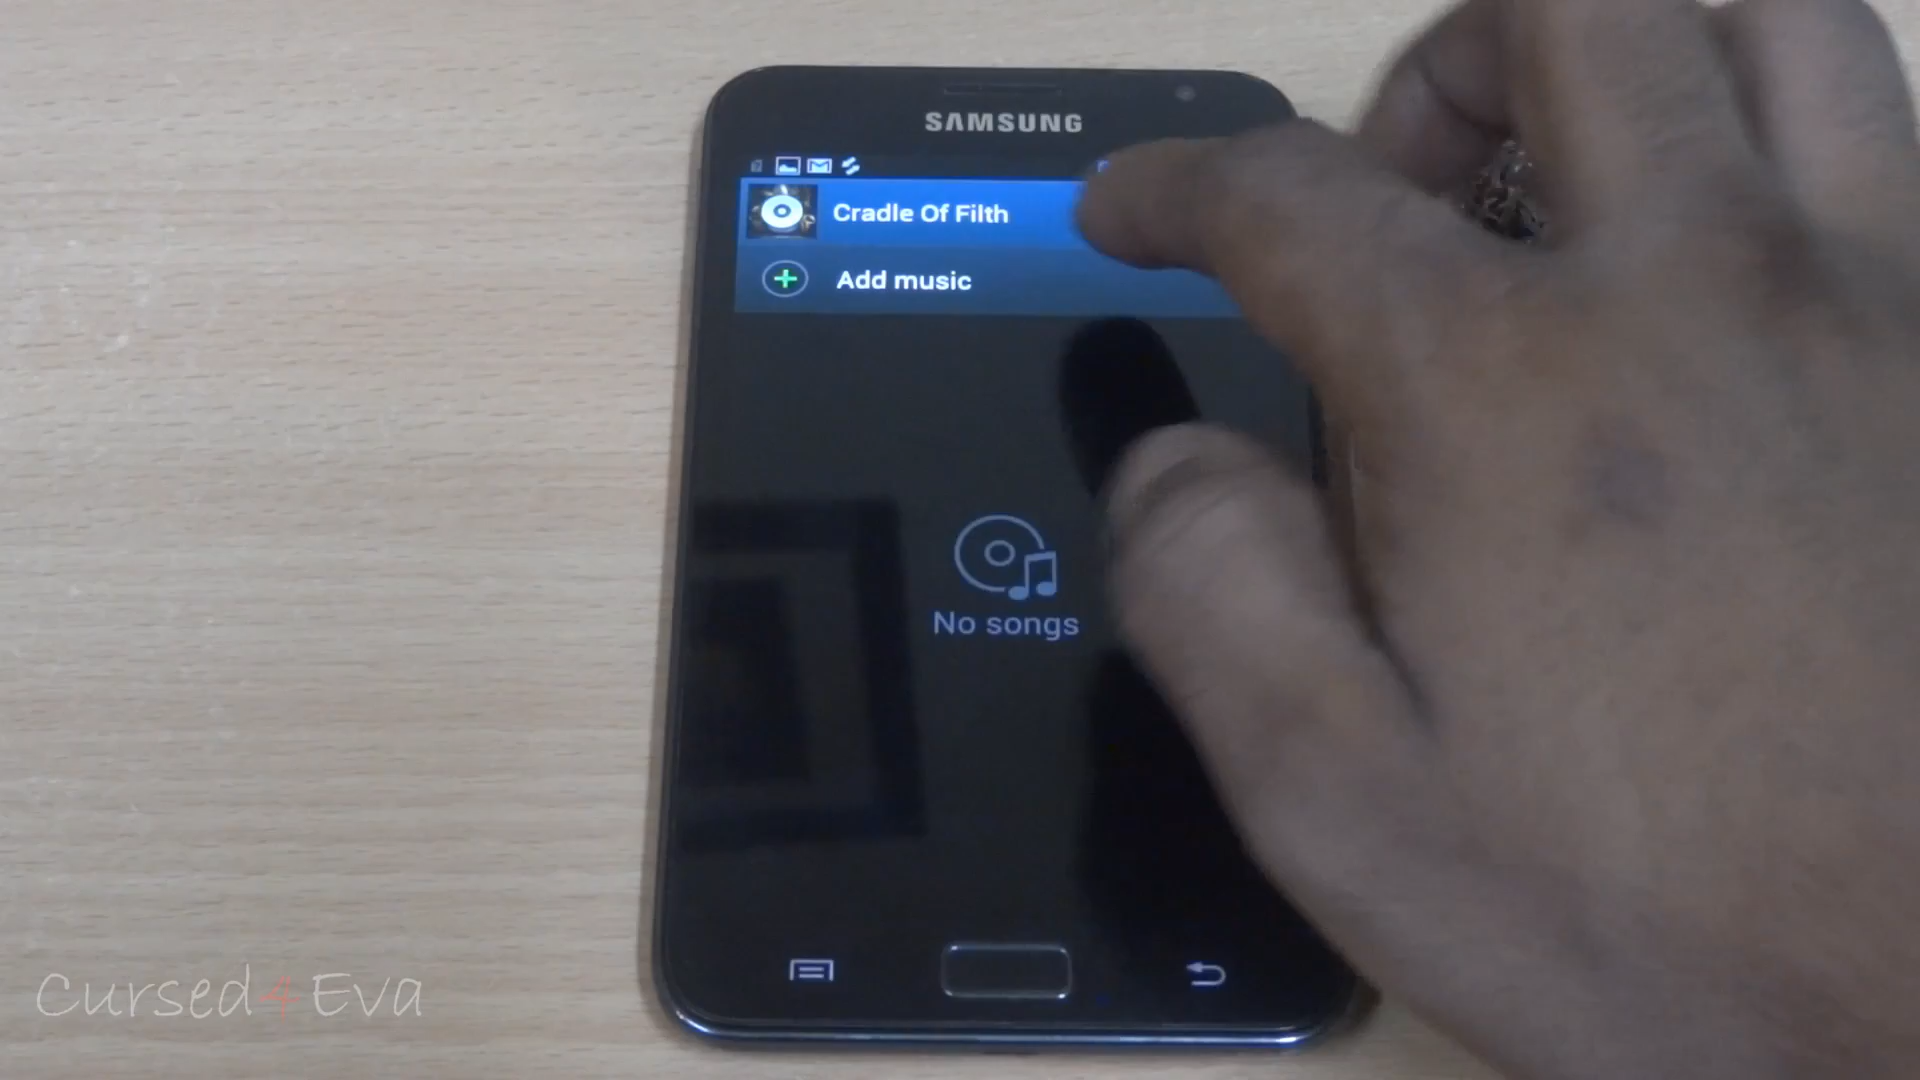 SAMSUNG
Cradle Of Filth
Add music
No songs
Cursed4Eva